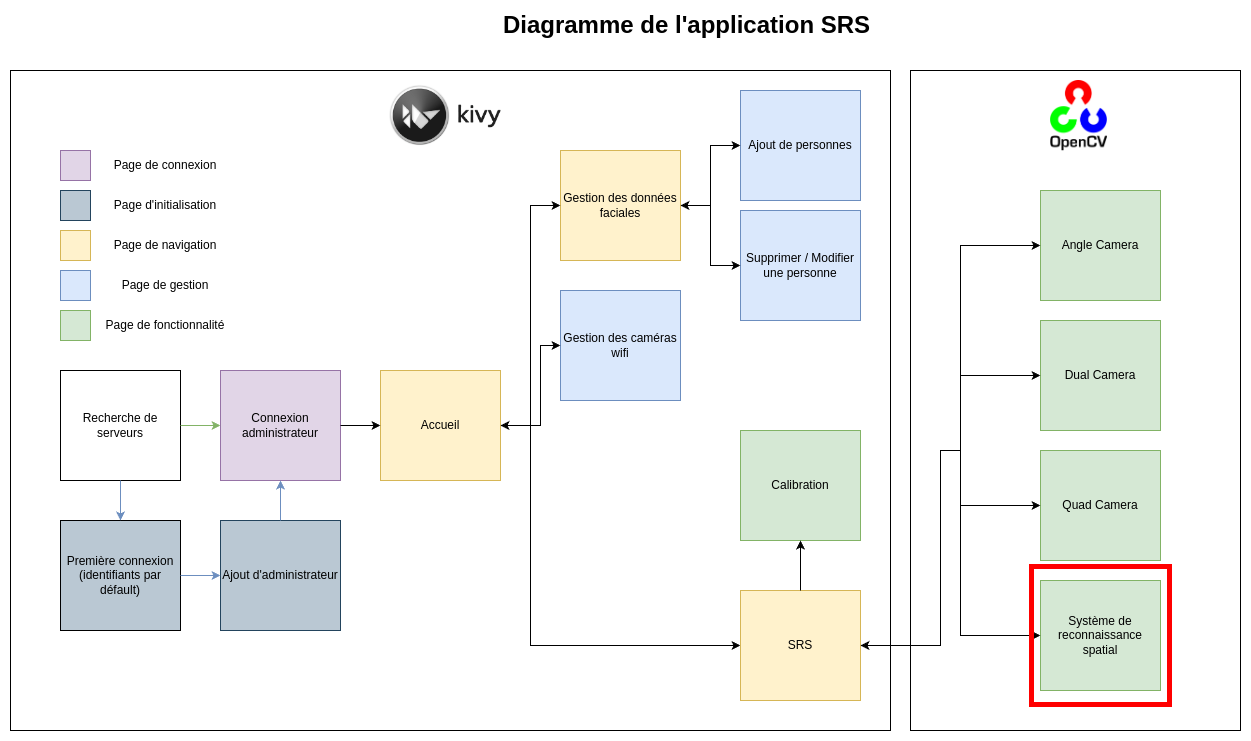 Diagramme de l'application SRS
kivy
OpenCV
Page de connexion
Page d'initialisation
Page de navigation
Page de gestion
Page de fonctionnalité
Recherche de
serveurs
Connexion
administrateur
Accueil
Première connexion
(identifiants par
défault)
Ajout d'administrateur
Gestion des données
faciales
Gestion des caméras
wifi
Ajout de personnes
Supprimer / Modifier
une personne
Calibration
SRS
Angle Camera
Dual Camera
Quad Camera
Système de
reconnaissance
spatial